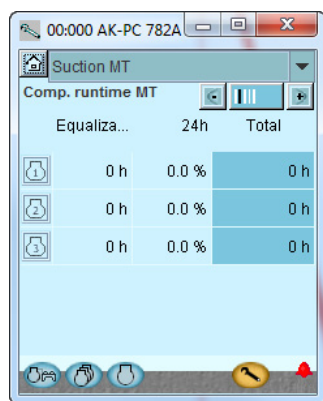 00:000 AK-PC 782A
Suction MT
Comp. runtime MT
Equaliza... 24h Total
1 0 h 0.0 % 0 h
2 0 h 0.0 % 0 h
3 0 h 0.0 % 0 h